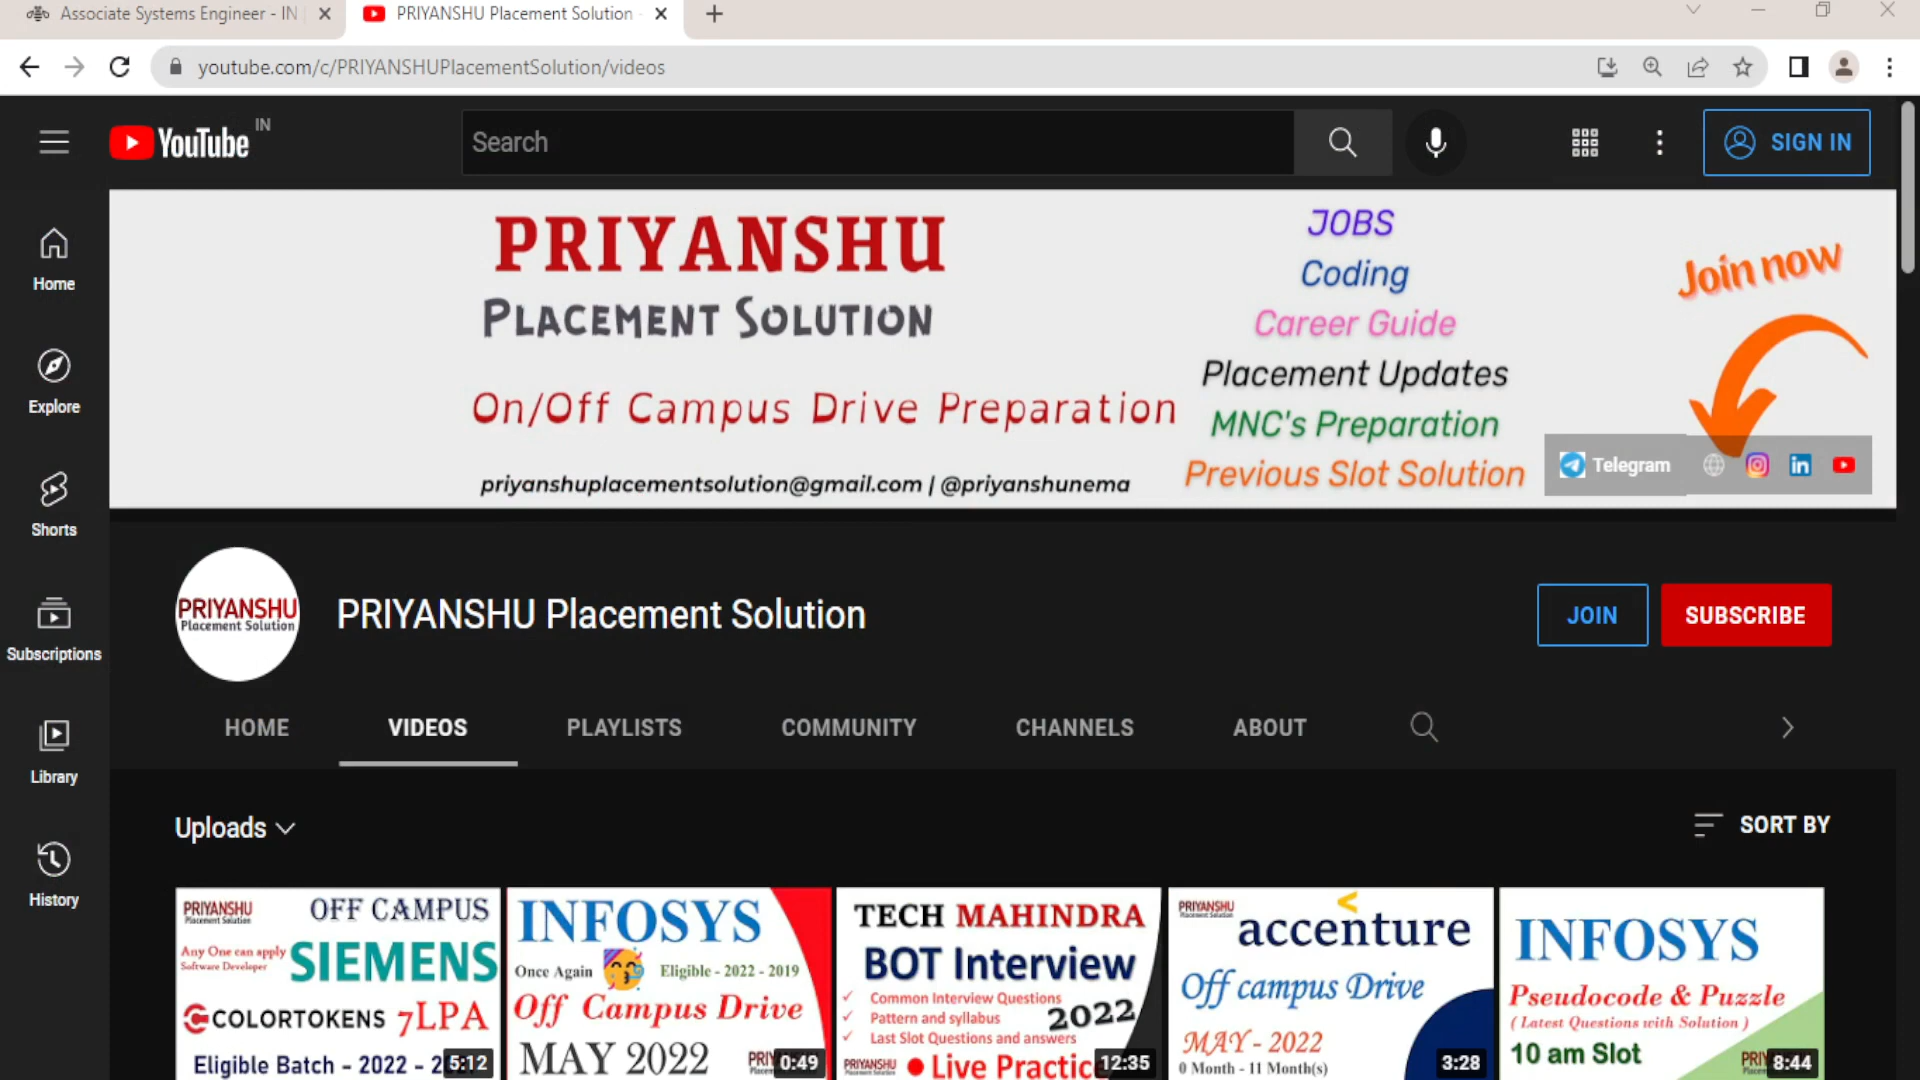 Associate Systems Engineer - IN
PRIYANSHU Placement Solution -
youtube.com/c/PRIYANSHUPlacementSolution/videos
YouTube IN
Search
SIGN IN
Home
Explore
Shorts
Subscriptions
Library
History
PRIYANSHU
PLACEMENT SOLUTION
On/Off Campus Drive Preparation
priyanshuplacementsolution@gmail.com | @priyanshunema
JOBS
Coding
Career Guide
Placement Updates
MNC's Preparation
Previous Slot Solution
Join now
Telegram
PRIYANSHU
Placement Solution
PRIYANSHU Placement Solution
JOIN
SUBSCRIBE
HOME
VIDEOS
PLAYLISTS
COMMUNITY
CHANNELS
ABOUT
Uploads
SORT BY
PRIYANSHU
Placement Solution
OFF CAMPUS
Any One can apply
Software Developer
SIEMENS
COLORTOKENS 7LPA
Eligible Batch - 2022 - 2
5:12
INFOSYS
Once Again
Eligible - 2022 - 2019
Off Campus Drive
MAY 2022
PRIY
0:49
TECH MAHINDRA
BOT Interview
Common Interview Questions
Pattern and syllabus
2022
Last Slot Questions and answers
PRIYANSHU
Live Practice
12:35
PRIYANSHU
Placement Solution
accenture
Off campus Drive
MAY - 2022
0 Month - 11 Month(s)
3:28
INFOSYS
Pseudocode & Puzzle
( Latest Questions with Solution )
10 am Slot
PRIY
8:44